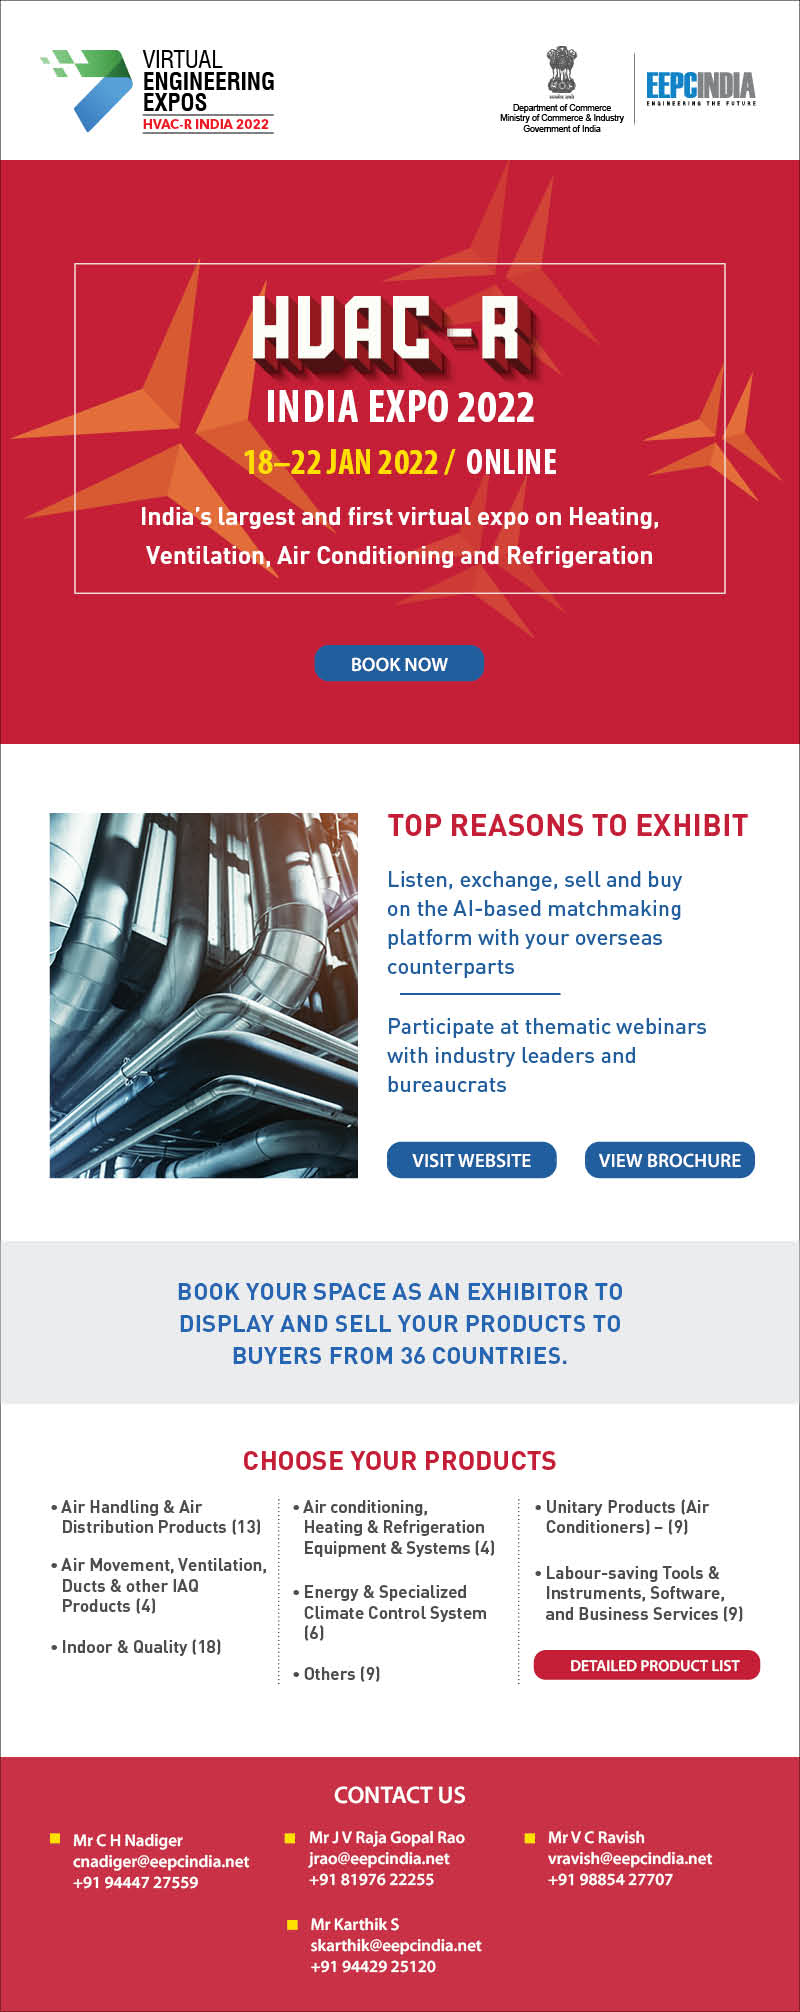 VIRTUAL
ENGINEERING
EXPOS
HVAC-R INDIA 2022
Department of Commerce
Ministry of Commerce & Industry
Government of India
EEPCINDIA
ENGINEERING THE FUTURE
HVAC-R
INDIA EXPO 2022
18–22 JAN 2022 / ONLINE
India's largest and first virtual expo on Heating,
Ventilation, Air Conditioning and Refrigeration
BOOK NOW
TOP REASONS TO EXHIBIT
Listen, exchange, sell and buy
on the AI-based matchmaking
platform with your overseas
counterparts
Participate at thematic webinars
with industry leaders and
bureaucrats
VISIT WEBSITE
VIEW BROCHURE
BOOK YOUR SPACE AS AN EXHIBITOR TO
DISPLAY AND SELL YOUR PRODUCTS TO
BUYERS FROM 36 COUNTRIES.
CHOOSE YOUR PRODUCTS
• Air Handling & Air
Distribution Products (13)
• Air Movement, Ventilation,
Ducts & other IAQ
Products (4)
• Indoor & Quality (18)
• Air conditioning,
Heating & Refrigeration
Equipment & Systems (4)
• Energy & Specialized
Climate Control System
(6)
• Others (9)
• Unitary Products (Air
Conditioners) – (9)
• Labour-saving Tools &
Instruments, Software,
and Business Services (9)
DETAILED PRODUCT LIST
CONTACT US
Mr C H Nadiger
cnadiger@eepcindia.net
+91 94447 27559
Mr J V Raja Gopal Rao
jrao@eepcindia.net
+91 81976 22255
Mr V C Ravish
vravish@eepcindia.net
+91 98854 27707
Mr Karthik S
skarthik@eepcindia.net
+91 94429 25120